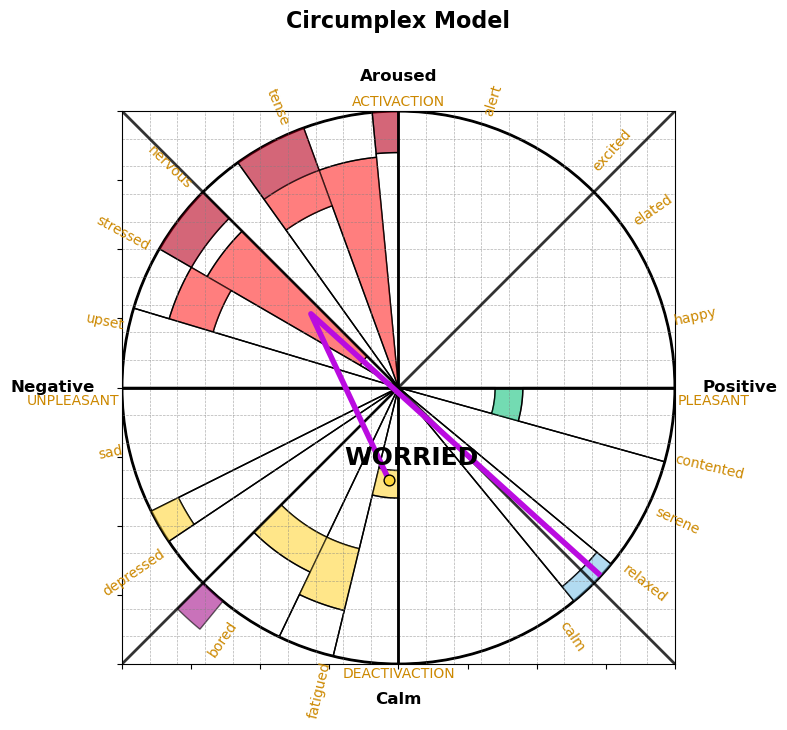 Circumplex Model
Aroused
ACTIVACTION
tense
alert
nervous
excited
stressed
elated
upset
happy
Negative
Positive
UNPLEASANT
PLEASANT
sad
WORRIED
contented
serene
depressed
relaxed
bored
calm
fatigued
DEACTIVACTION
Calm